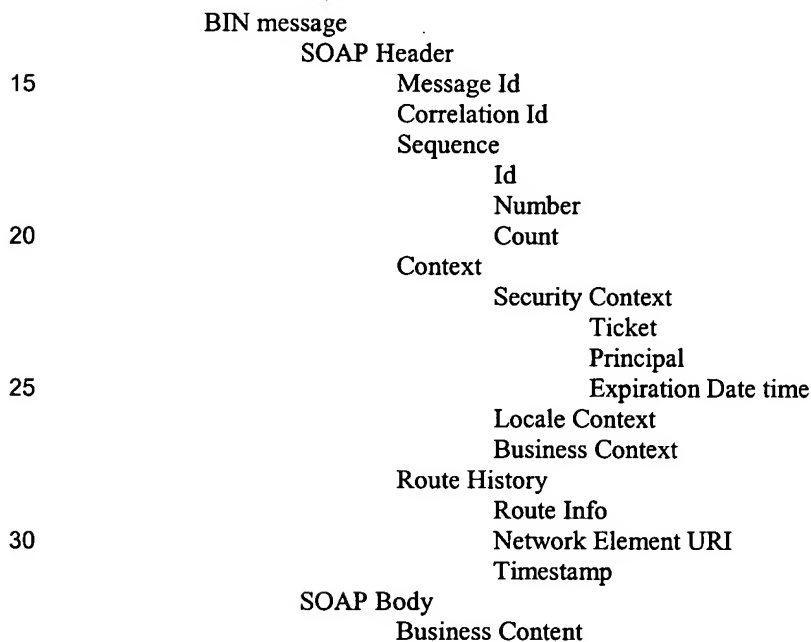 BIN message
SOAP Header
15 Message Id
Correlation Id
Sequence
Id
Number
20 Count
Context
Security Context
Ticket
Principal
25 Expiration Date time
Locale Context
Business Context
Route History
Route Info
30 Network Element URI
Timestamp
SOAP Body
Business Content